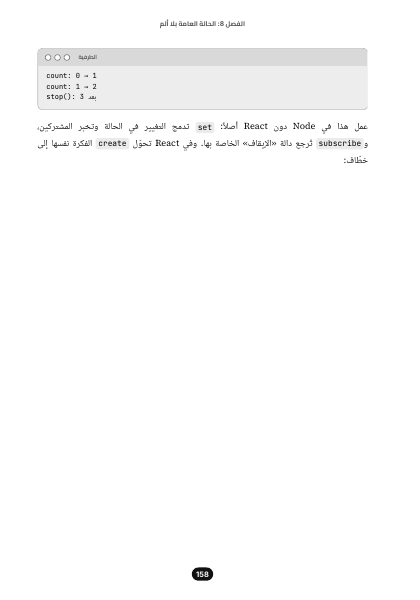 الفصل 8: الحالة العامة بلا ألم
الطرفية
count: 0 → 1
count: 1 → 2
بعد stop(): 3
عمل هذا في Node دون React أصلاً؛ set تدمج التغيير في الحالة وتخبر المشتركين،
و subscribe تُرجع دالة «الإيقاف» الخاصة بها. وفي React تحوّل create الفكرة نفسها إلى
خطّاف:
158